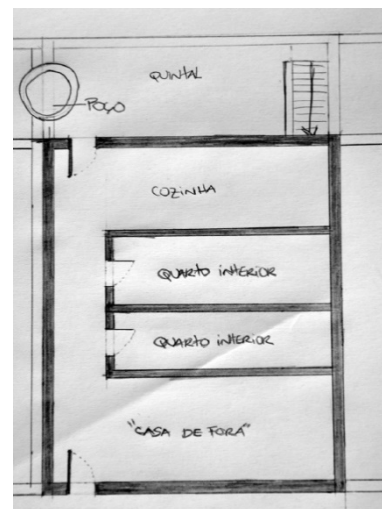 QUINTAL
POÇO
COZINHA
QUARTO INTERIOR
QUARTO INTERIOR
"CASA DE FORA"